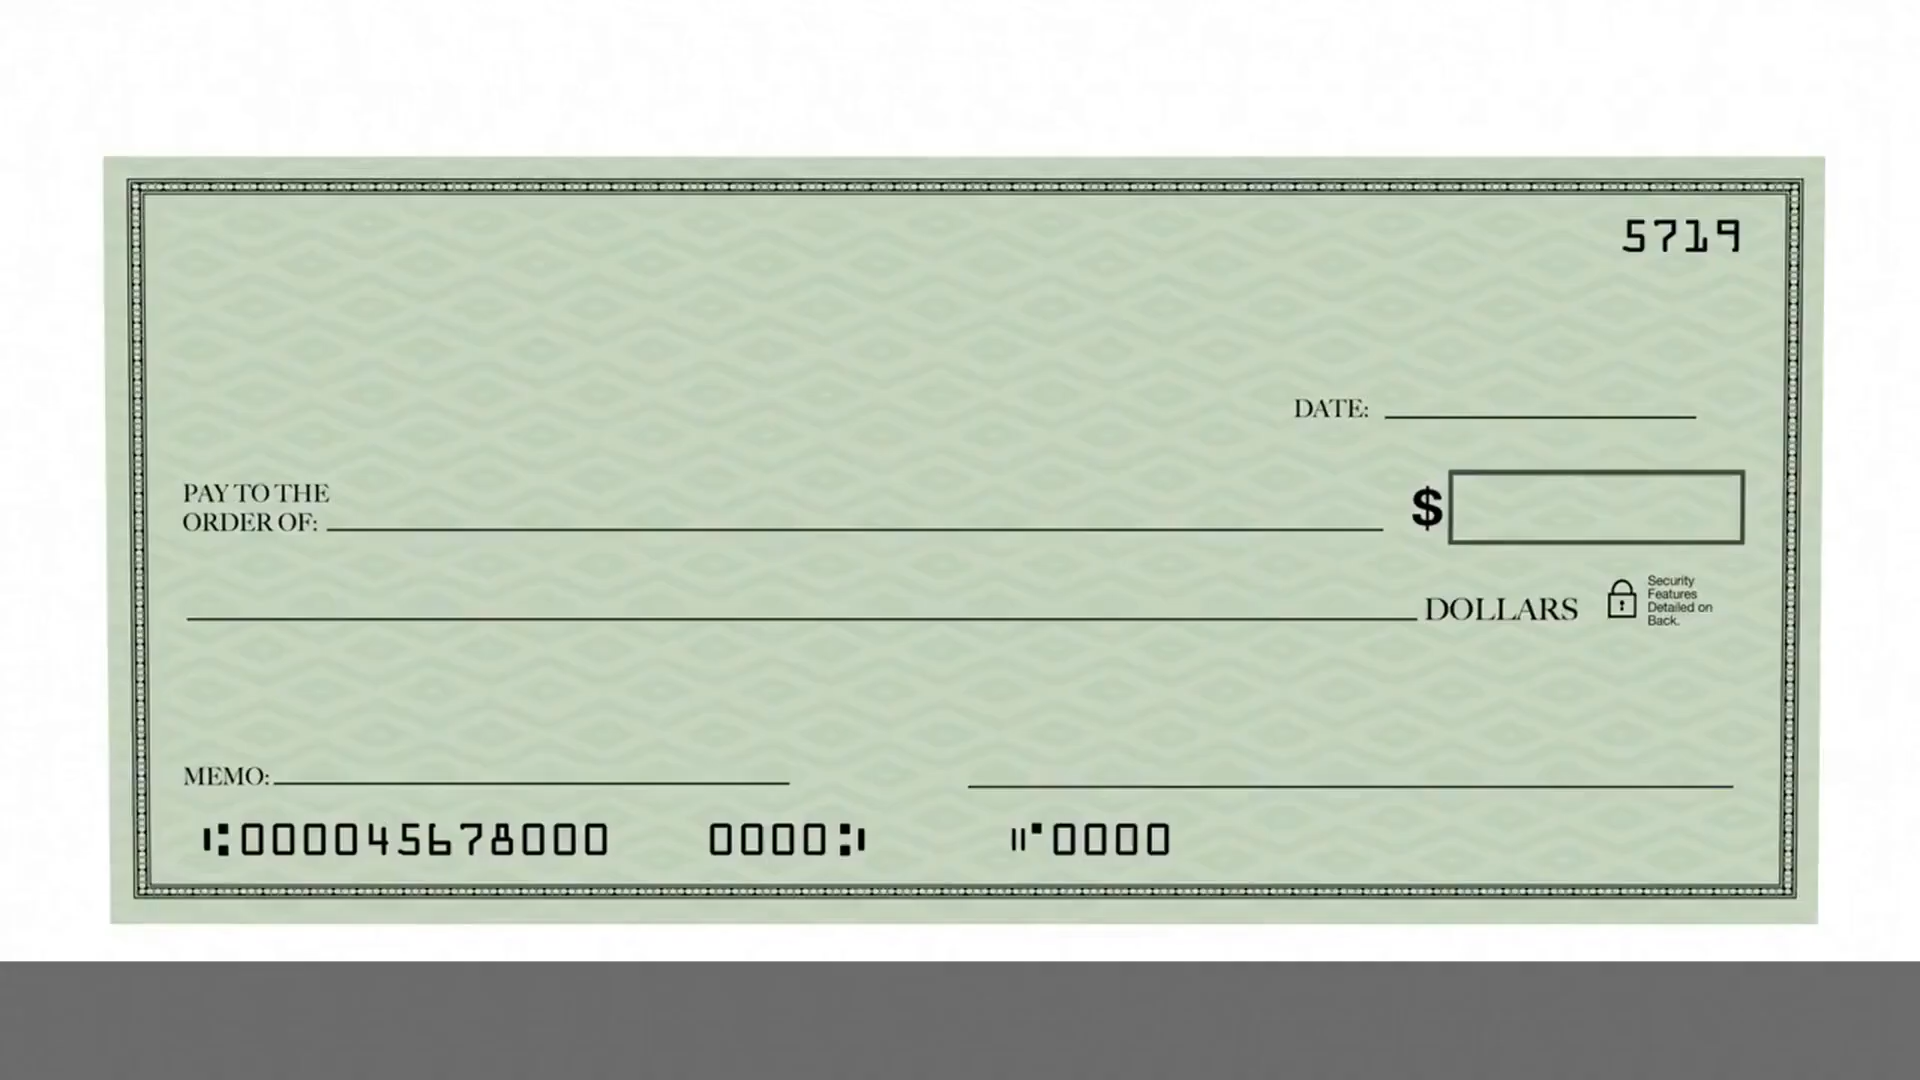 5719
DATE:
PAY TO THE
ORDER OF:
$
DOLLARS
Security
Features
Detailed on
Back.
MEMO:
⑆000045678000 0000⑆ ⑈0000